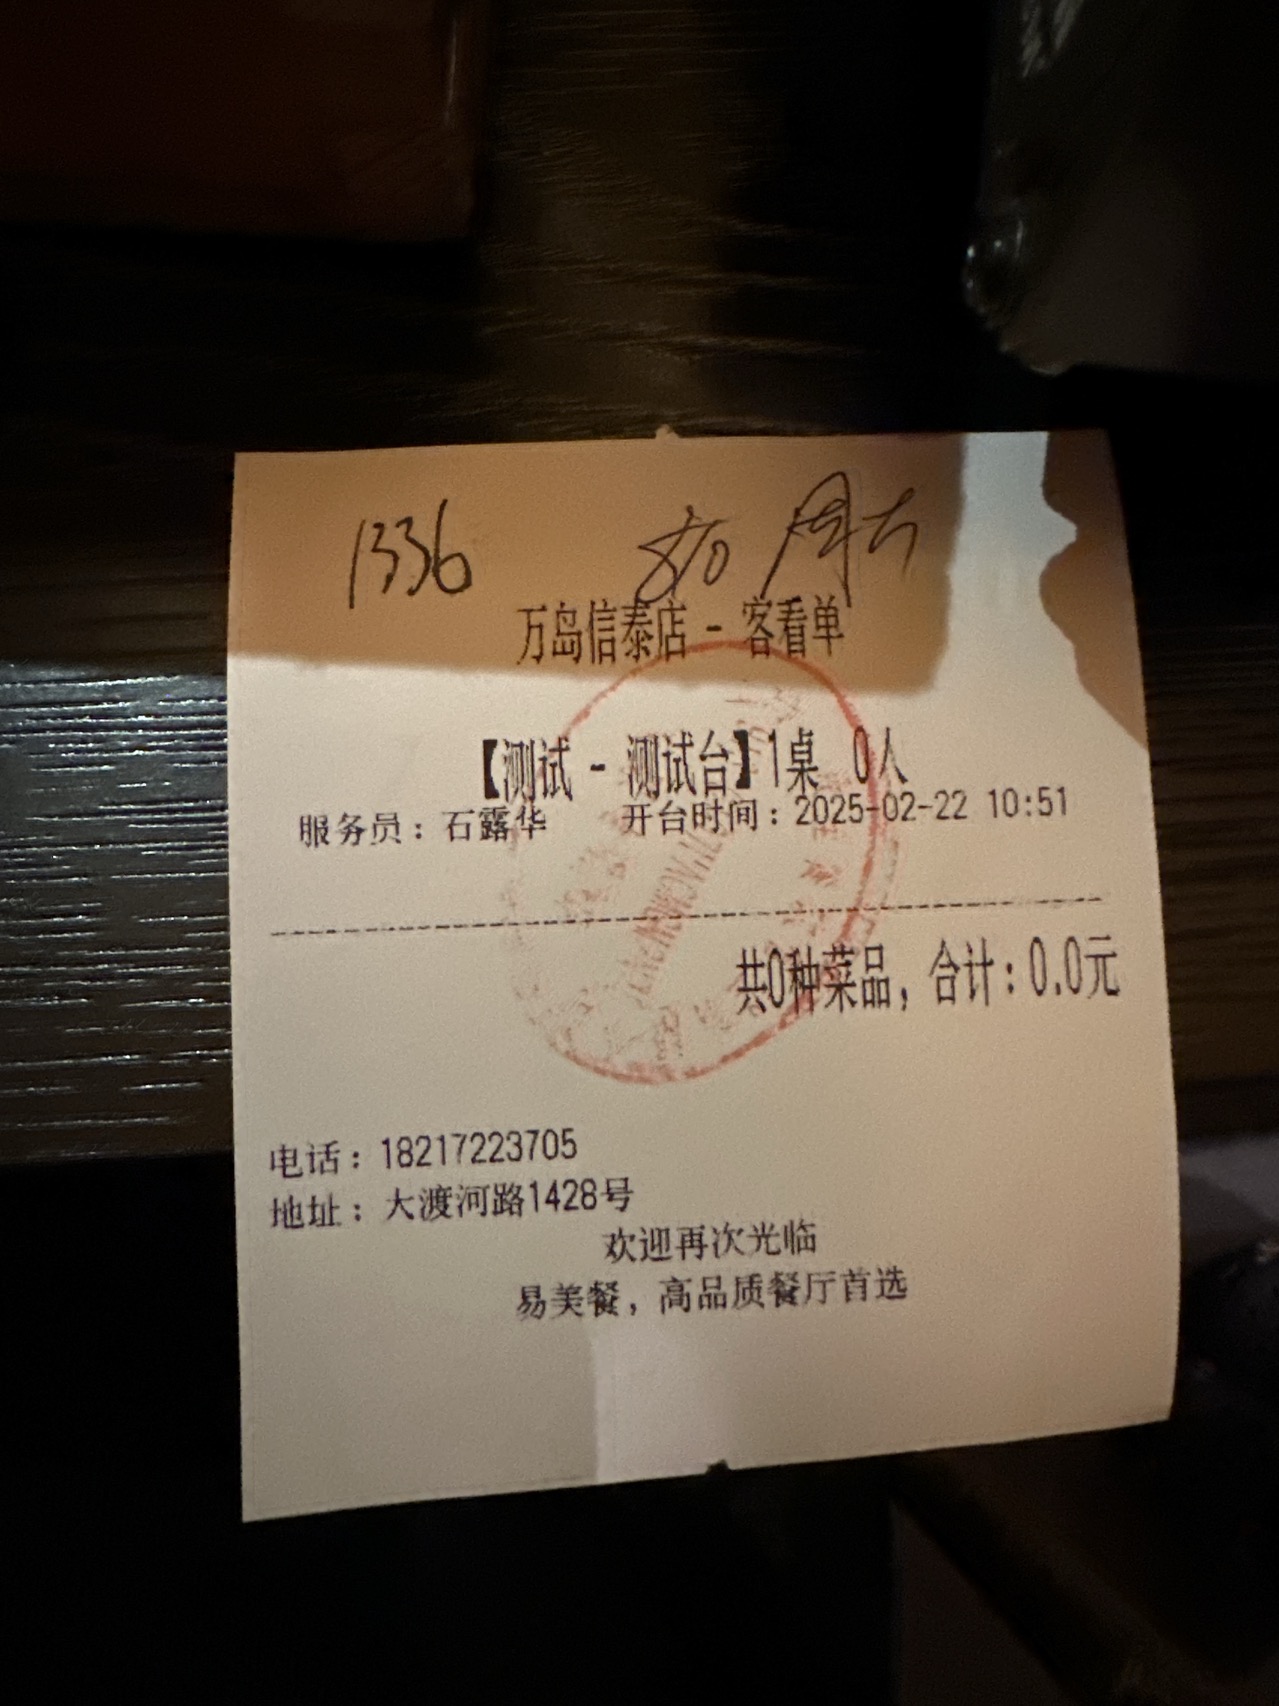 1336
万岛信泰店 - 客看单
【测试 - 测试台】1桌 0人
服务员：石露华 开台时间：2025-02-22 10:51
共0种菜品，合计：0.0元
电话：18217223705
地址：大渡河路1428号
欢迎再次光临
易美餐，高品质餐厅首选